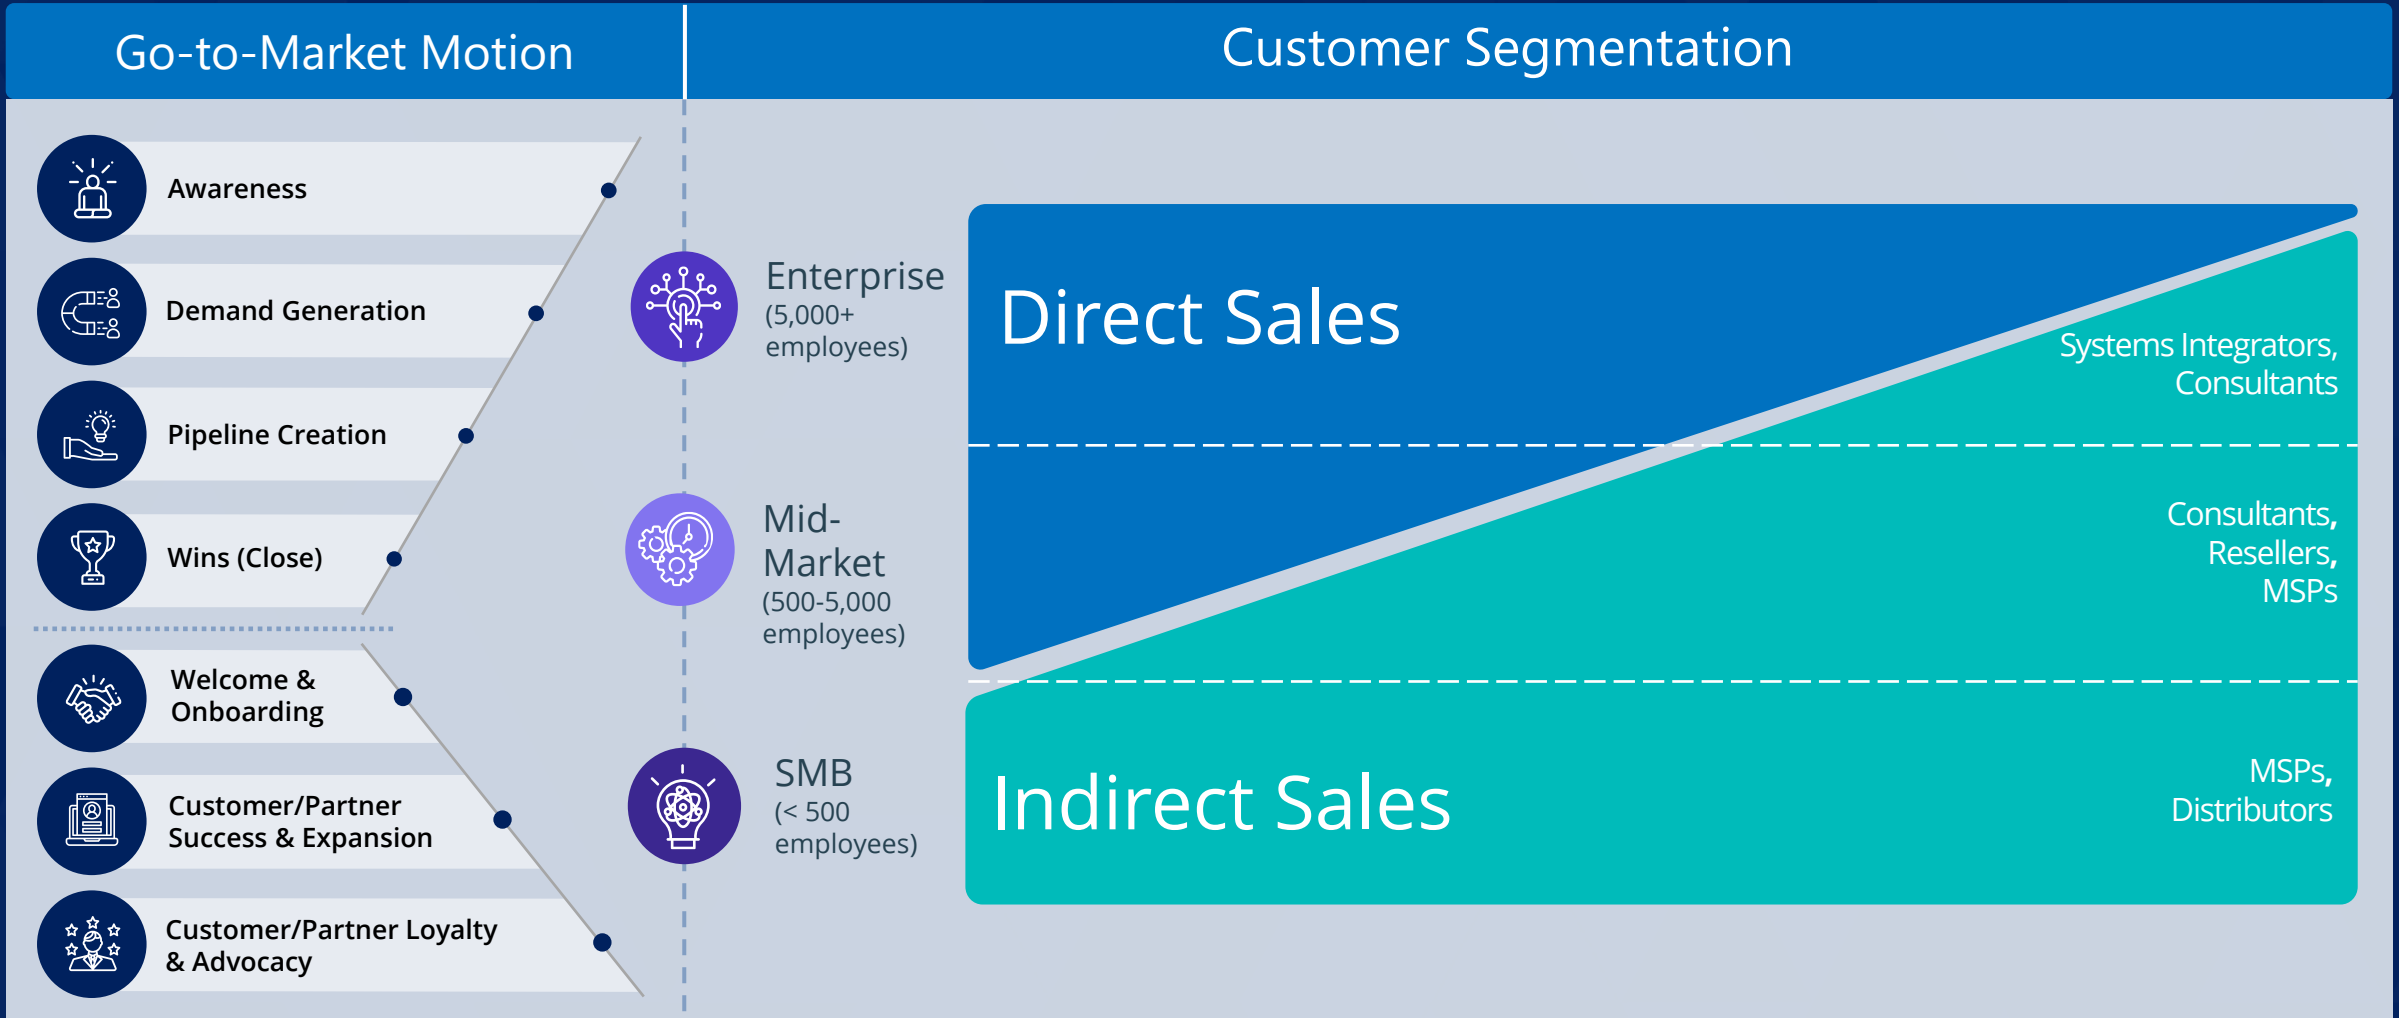 Go-to-Market Motion
Customer Segmentation
Awareness
Demand Generation
Pipeline Creation
Wins (Close)
Welcome &
Onboarding
Customer/Partner
Success & Expansion
Customer/Partner Loyalty
& Advocacy
Enterprise
(5,000+
employees)
Mid-
Market
(500-5,000
employees)
SMB
(< 500
employees)
Direct Sales
Systems Integrators,
Consultants
Consultants,
Resellers,
MSPs
Indirect Sales
MSPs,
Distributors